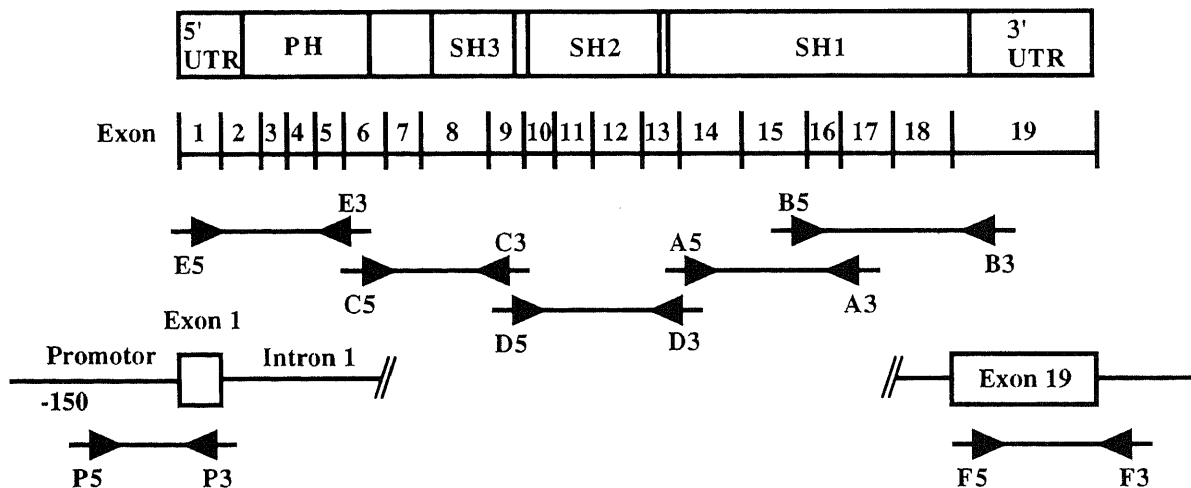 5' UTR PH SH3 SH2 SH1 3' UTR
Exon 1 2 3 4 5 6 7 8 9 10 11 12 13 14 15 16 17 18 19
E3 B5
E5 C3 A5 B3
C5 A3
Exon 1 D5 D3
Promotor Intron 1 Exon 19
-150
P5 P3 F5 F3